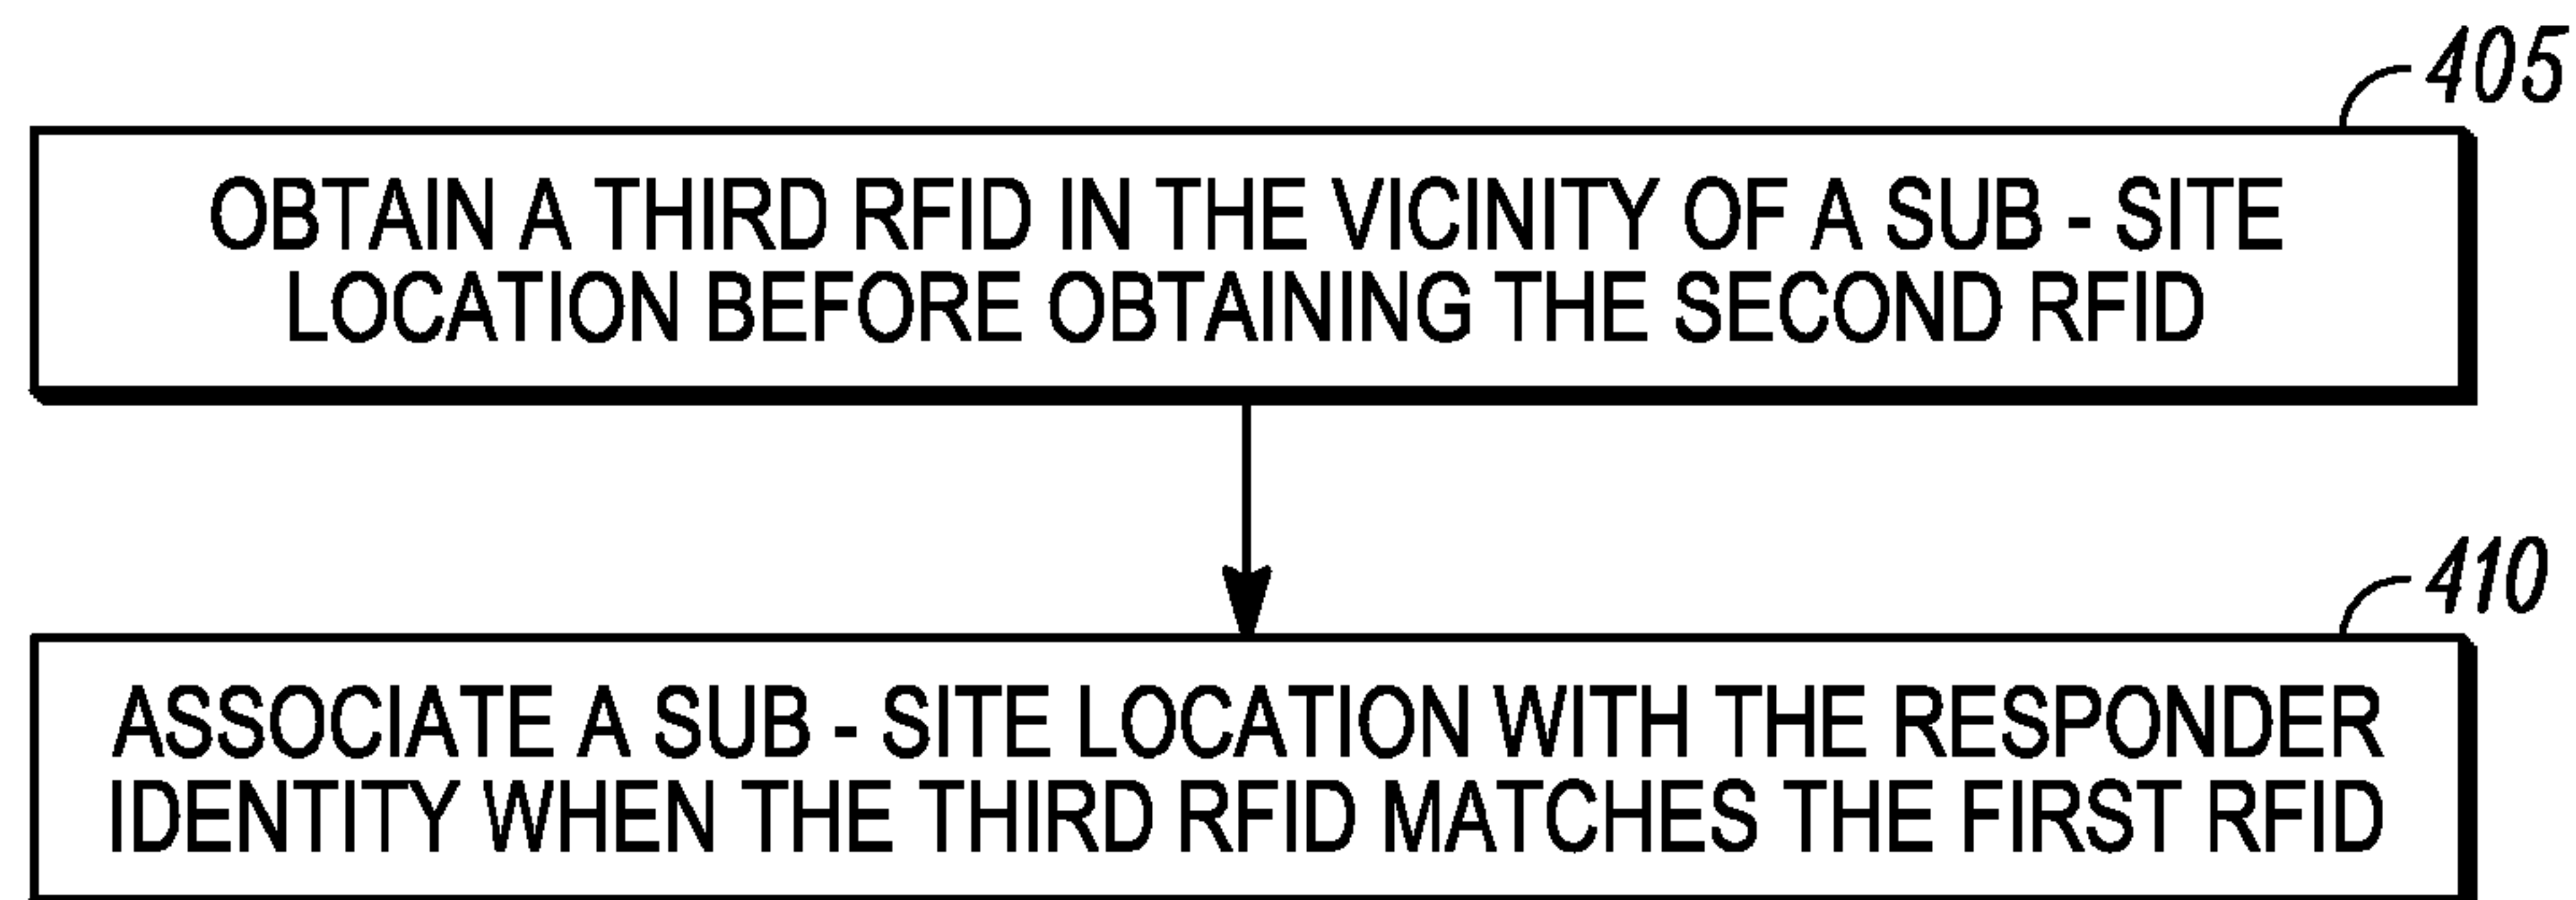 405
OBTAIN A THIRD RFID IN THE VICINITY OF A SUB - SITE
LOCATION BEFORE OBTAINING THE SECOND RFID
410
ASSOCIATE A SUB - SITE LOCATION WITH THE RESPONDER
IDENTITY WHEN THE THIRD RFID MATCHES THE FIRST RFID